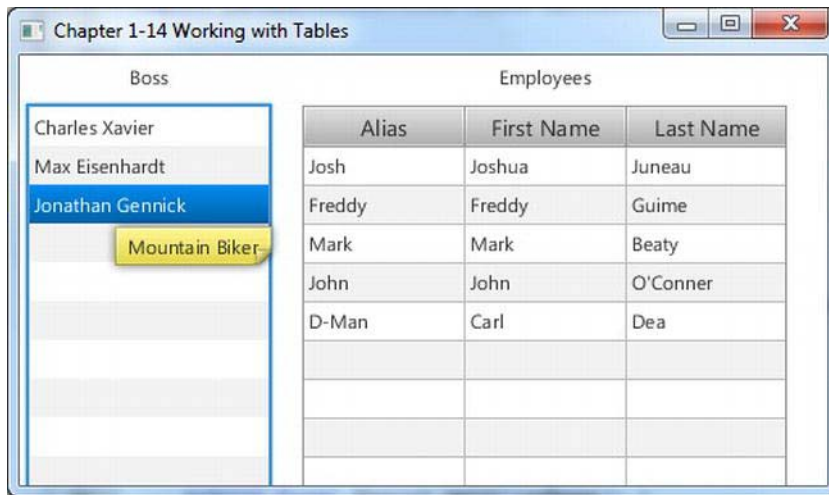 Chapter 1-14 Working with Tables
Boss
Employees
Charles Xavier
Max Eisenhardt
Jonathan Gennick
Mountain Biker
Alias First Name Last Name
Josh Joshua Juneau
Freddy Freddy Guime
Mark Mark Beaty
John John O'Conner
D-Man Carl Dea